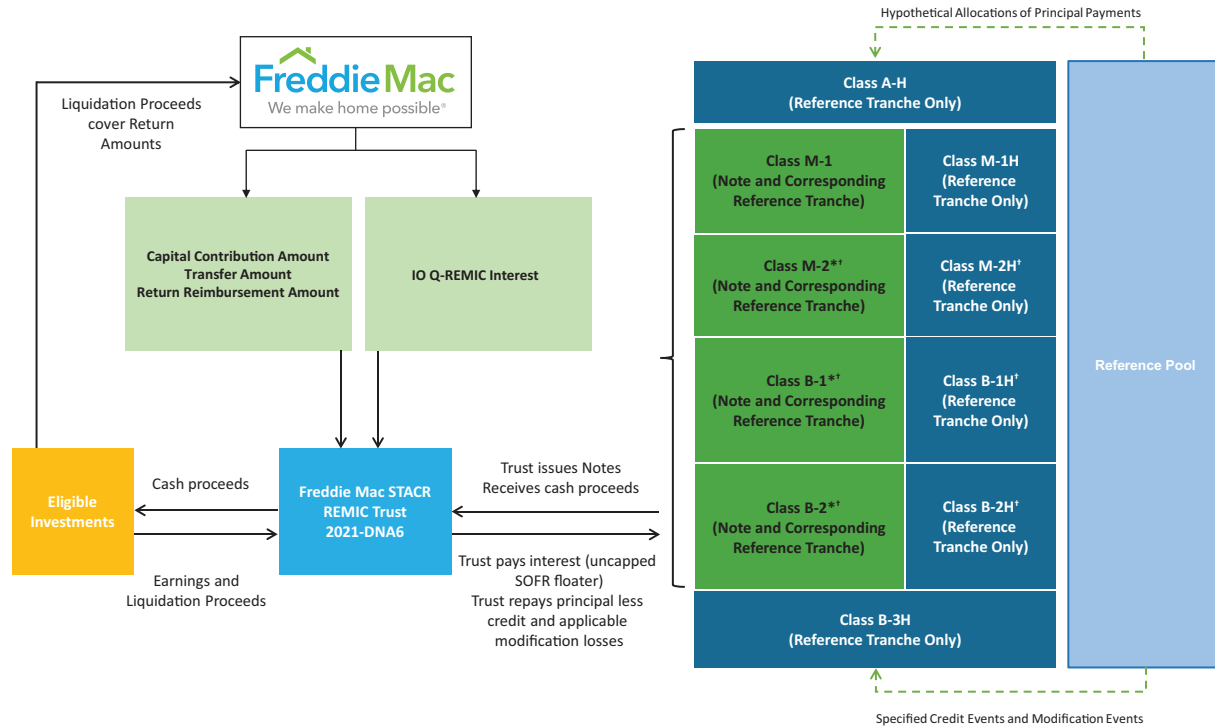 Hypothetical Allocations of Principal Payments
Freddie Mac
We make home possible®
Liquidation Proceeds
cover Return
Amounts
Capital Contribution Amount
Transfer Amount
Return Reimbursement Amount
IO Q-REMIC Interest
Eligible
Investments
Cash proceeds
Earnings and
Liquidation Proceeds
Freddie Mac STACR
REMIC Trust
2021-DNA6
Trust issues Notes
Receives cash proceeds
Trust pays interest (uncapped
SOFR floater)
Trust repays principal less
credit and applicable
modification losses
Class A-H
(Reference Tranche Only)
Class M-1
(Note and Corresponding
Reference Tranche)
Class M-1H
(Reference
Tranche Only)
Class M-2*†
(Note and Corresponding
Reference Tranche)
Class M-2H†
(Reference
Tranche Only)
Class B-1*†
(Note and Corresponding
Reference Tranche)
Class B-1H†
(Reference
Tranche Only)
Class B-2*†
(Note and Corresponding
Reference Tranche)
Class B-2H†
(Reference
Tranche Only)
Class B-3H
(Reference Tranche Only)
Reference Pool
Specified Credit Events and Modification Events